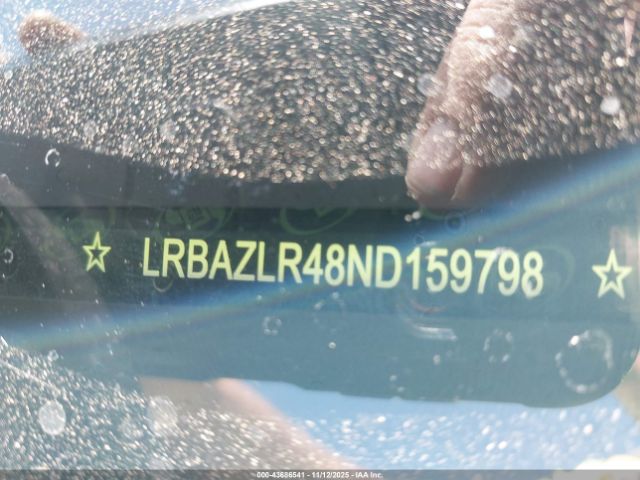 ☆ LRBAZLR48ND159798 ☆
000-43686541 - 11/12/2025 - IAA Inc.